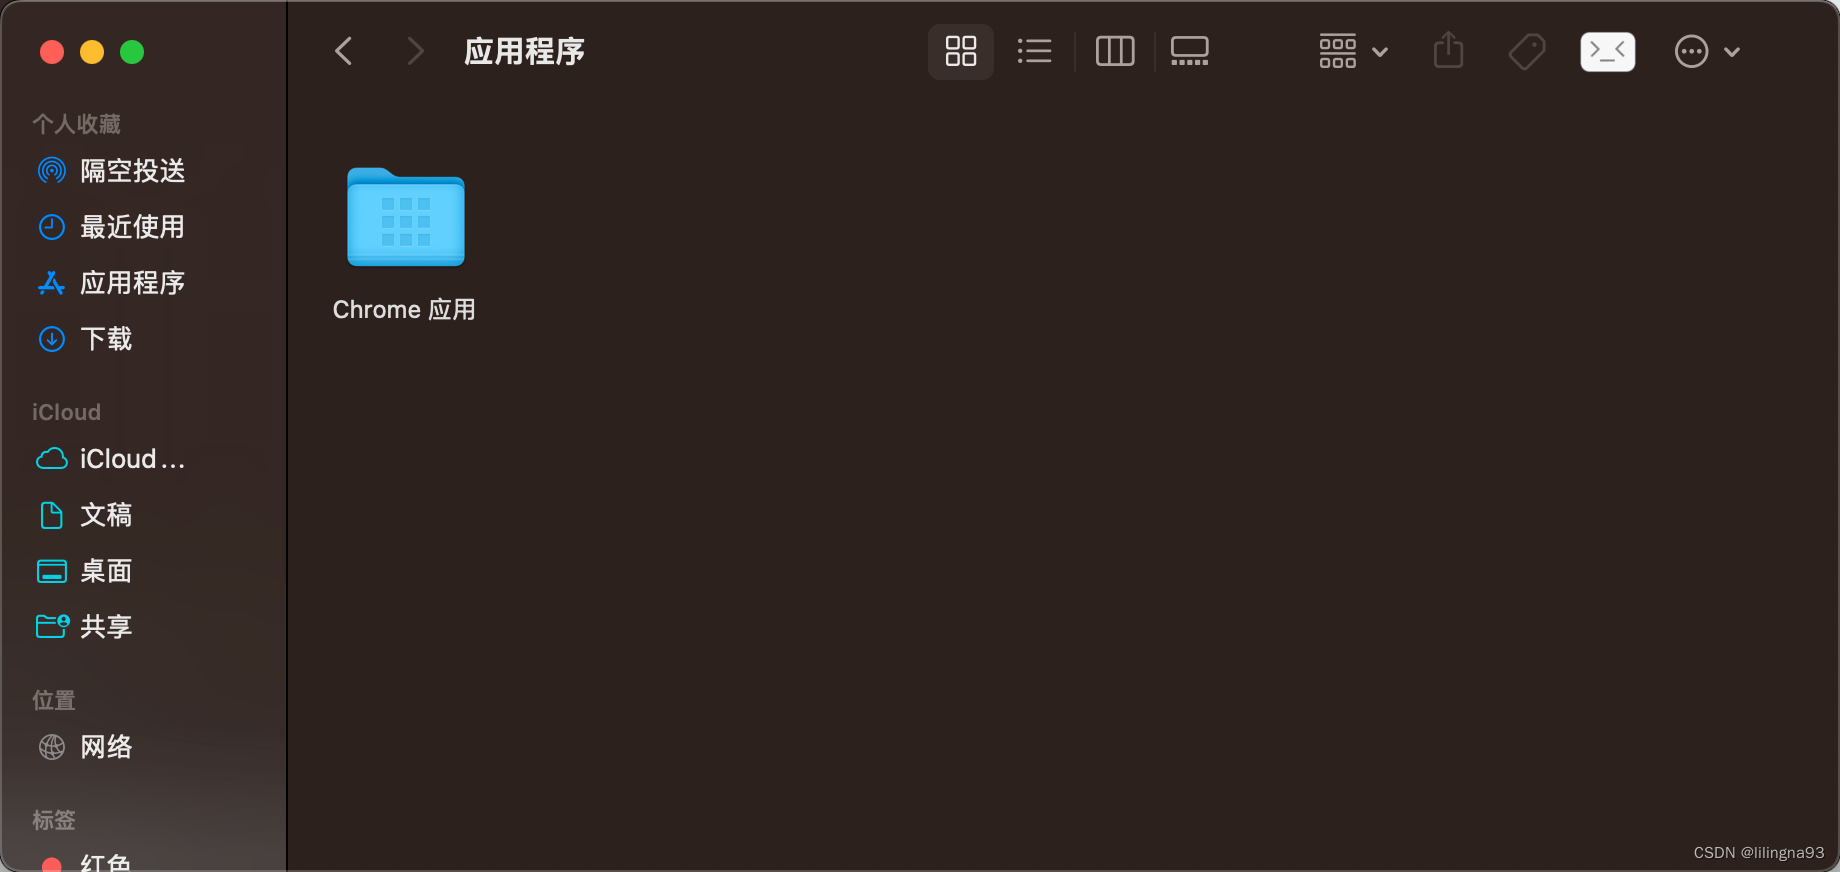 应用程序
个人收藏
隔空投送
最近使用
应用程序
下载
iCloud
iCloud…
文稿
桌面
共享
位置
网络
标签
红色
Chrome 应用
CSDN @lilingna93